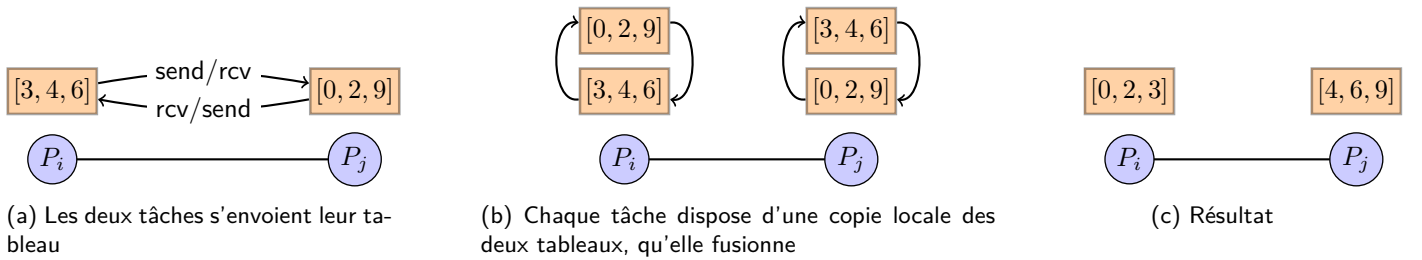 [3, 4, 6]
send/rcv
rcv/send
[0, 2, 9]
P_i
P_j
(a) Les deux tâches s'envoient leur ta-
bleau
[0, 2, 9]
[3, 4, 6]
[3, 4, 6]
[0, 2, 9]
P_i
P_j
(b) Chaque tâche dispose d'une copie locale des
deux tableaux, qu'elle fusionne
[0, 2, 3]
[4, 6, 9]
P_i
P_j
(c) Résultat